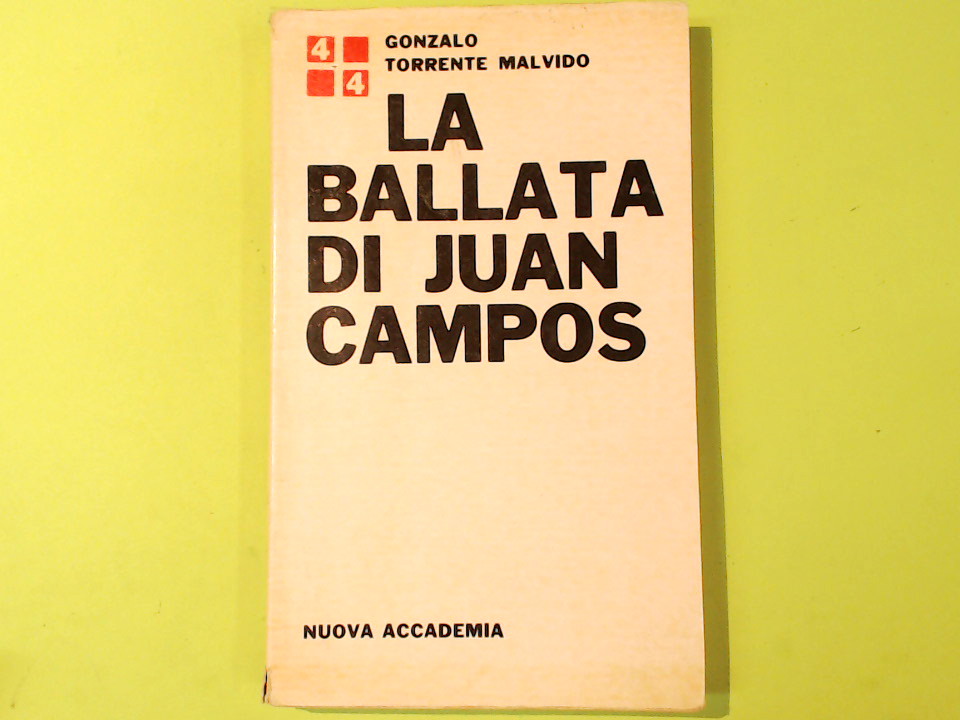 4
4
GONZALO
TORRENTE MALVIDO
LA
BALLATA
DI JUAN
CAMPOS
NUOVA ACCADEMIA